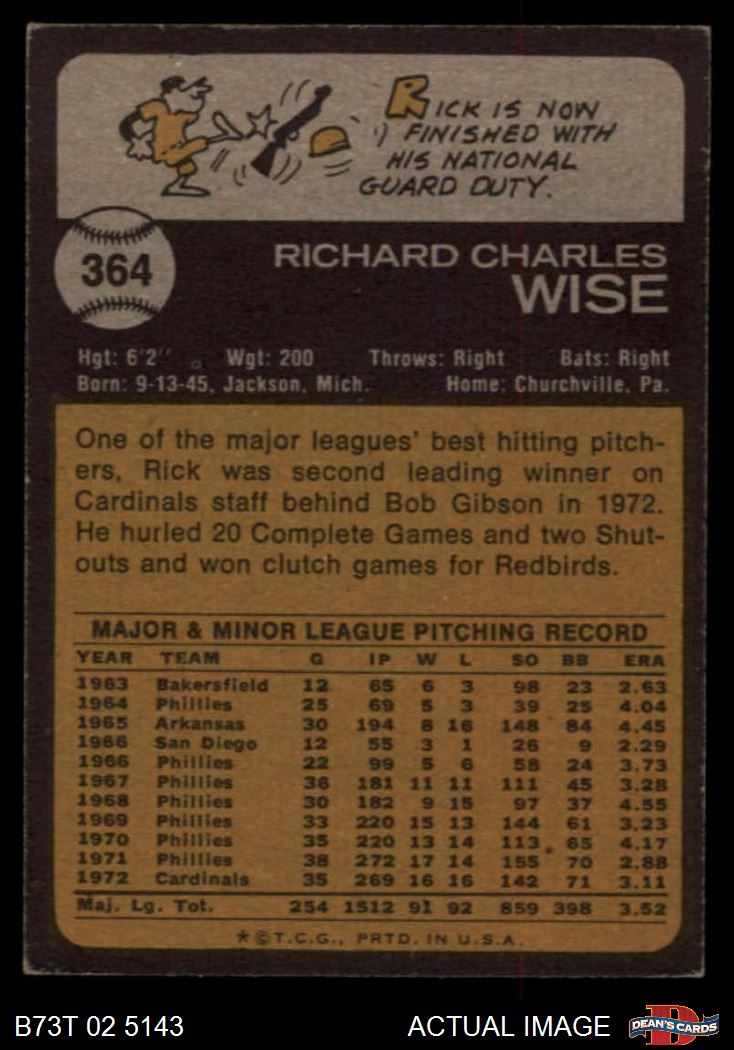 RICK IS NOW
FINISHED WITH
HIS NATIONAL
GUARD DUTY.
364
RICHARD CHARLES
WISE
Hgt: 6'2" Wgt: 200 Throws: Right Bats: Right
Born: 9-13-45, Jackson, Mich. Home: Churchville, Pa.
One of the major leagues' best hitting pitch-
ers, Rick was second leading winner on
Cardinals staff behind Bob Gibson in 1972.
He hurled 20 Complete Games and two Shut-
outs and won clutch games for Redbirds.
MAJOR & MINOR LEAGUE PITCHING RECORD
YEAR TEAM G IP W L SO BB ERA
1963 Bakersfield 12 65 6 3 98 23 2.63
1964 Phillies 25 69 5 3 39 25 4.04
1965 Arkansas 30 194 8 16 148 84 4.45
1966 San Diego 12 55 3 1 26 9 2.29
1966 Phillies 22 99 5 6 58 24 3.73
1967 Phillies 36 181 11 11 111 45 3.28
1968 Phillies 30 182 9 15 97 37 4.55
1969 Phillies 33 220 15 13 144 61 3.23
1970 Phillies 35 220 13 14 113 65 4.17
1971 Phillies 38 272 17 14 155 70 2.88
1972 Cardinals 35 269 16 16 142 71 3.11
Maj. Lg. Tot. 254 1512 91 92 859 398 3.52
*©T.C.G., PRTD. IN U.S.A.
B73T 02 5143 ACTUAL IMAGE
D
DEAN'S CARDS